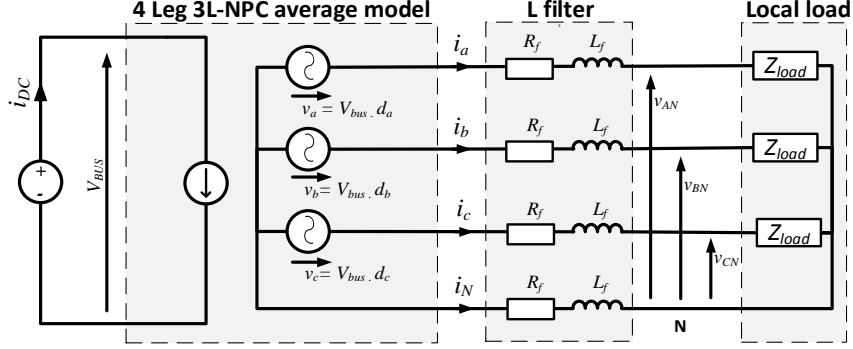 4 Leg 3L-NPC average model
L filter
Local load
i_DC
+
-
V_BUS
v_a = V_bus . d_a
i_a
R_f
L_f
v_AN
Z_load
v_b = V_bus . d_b
i_b
R_f
L_f
v_BN
Z_load
v_c = V_bus . d_c
i_c
R_f
L_f
v_CN
Z_load
i_N
R_f
L_f
N